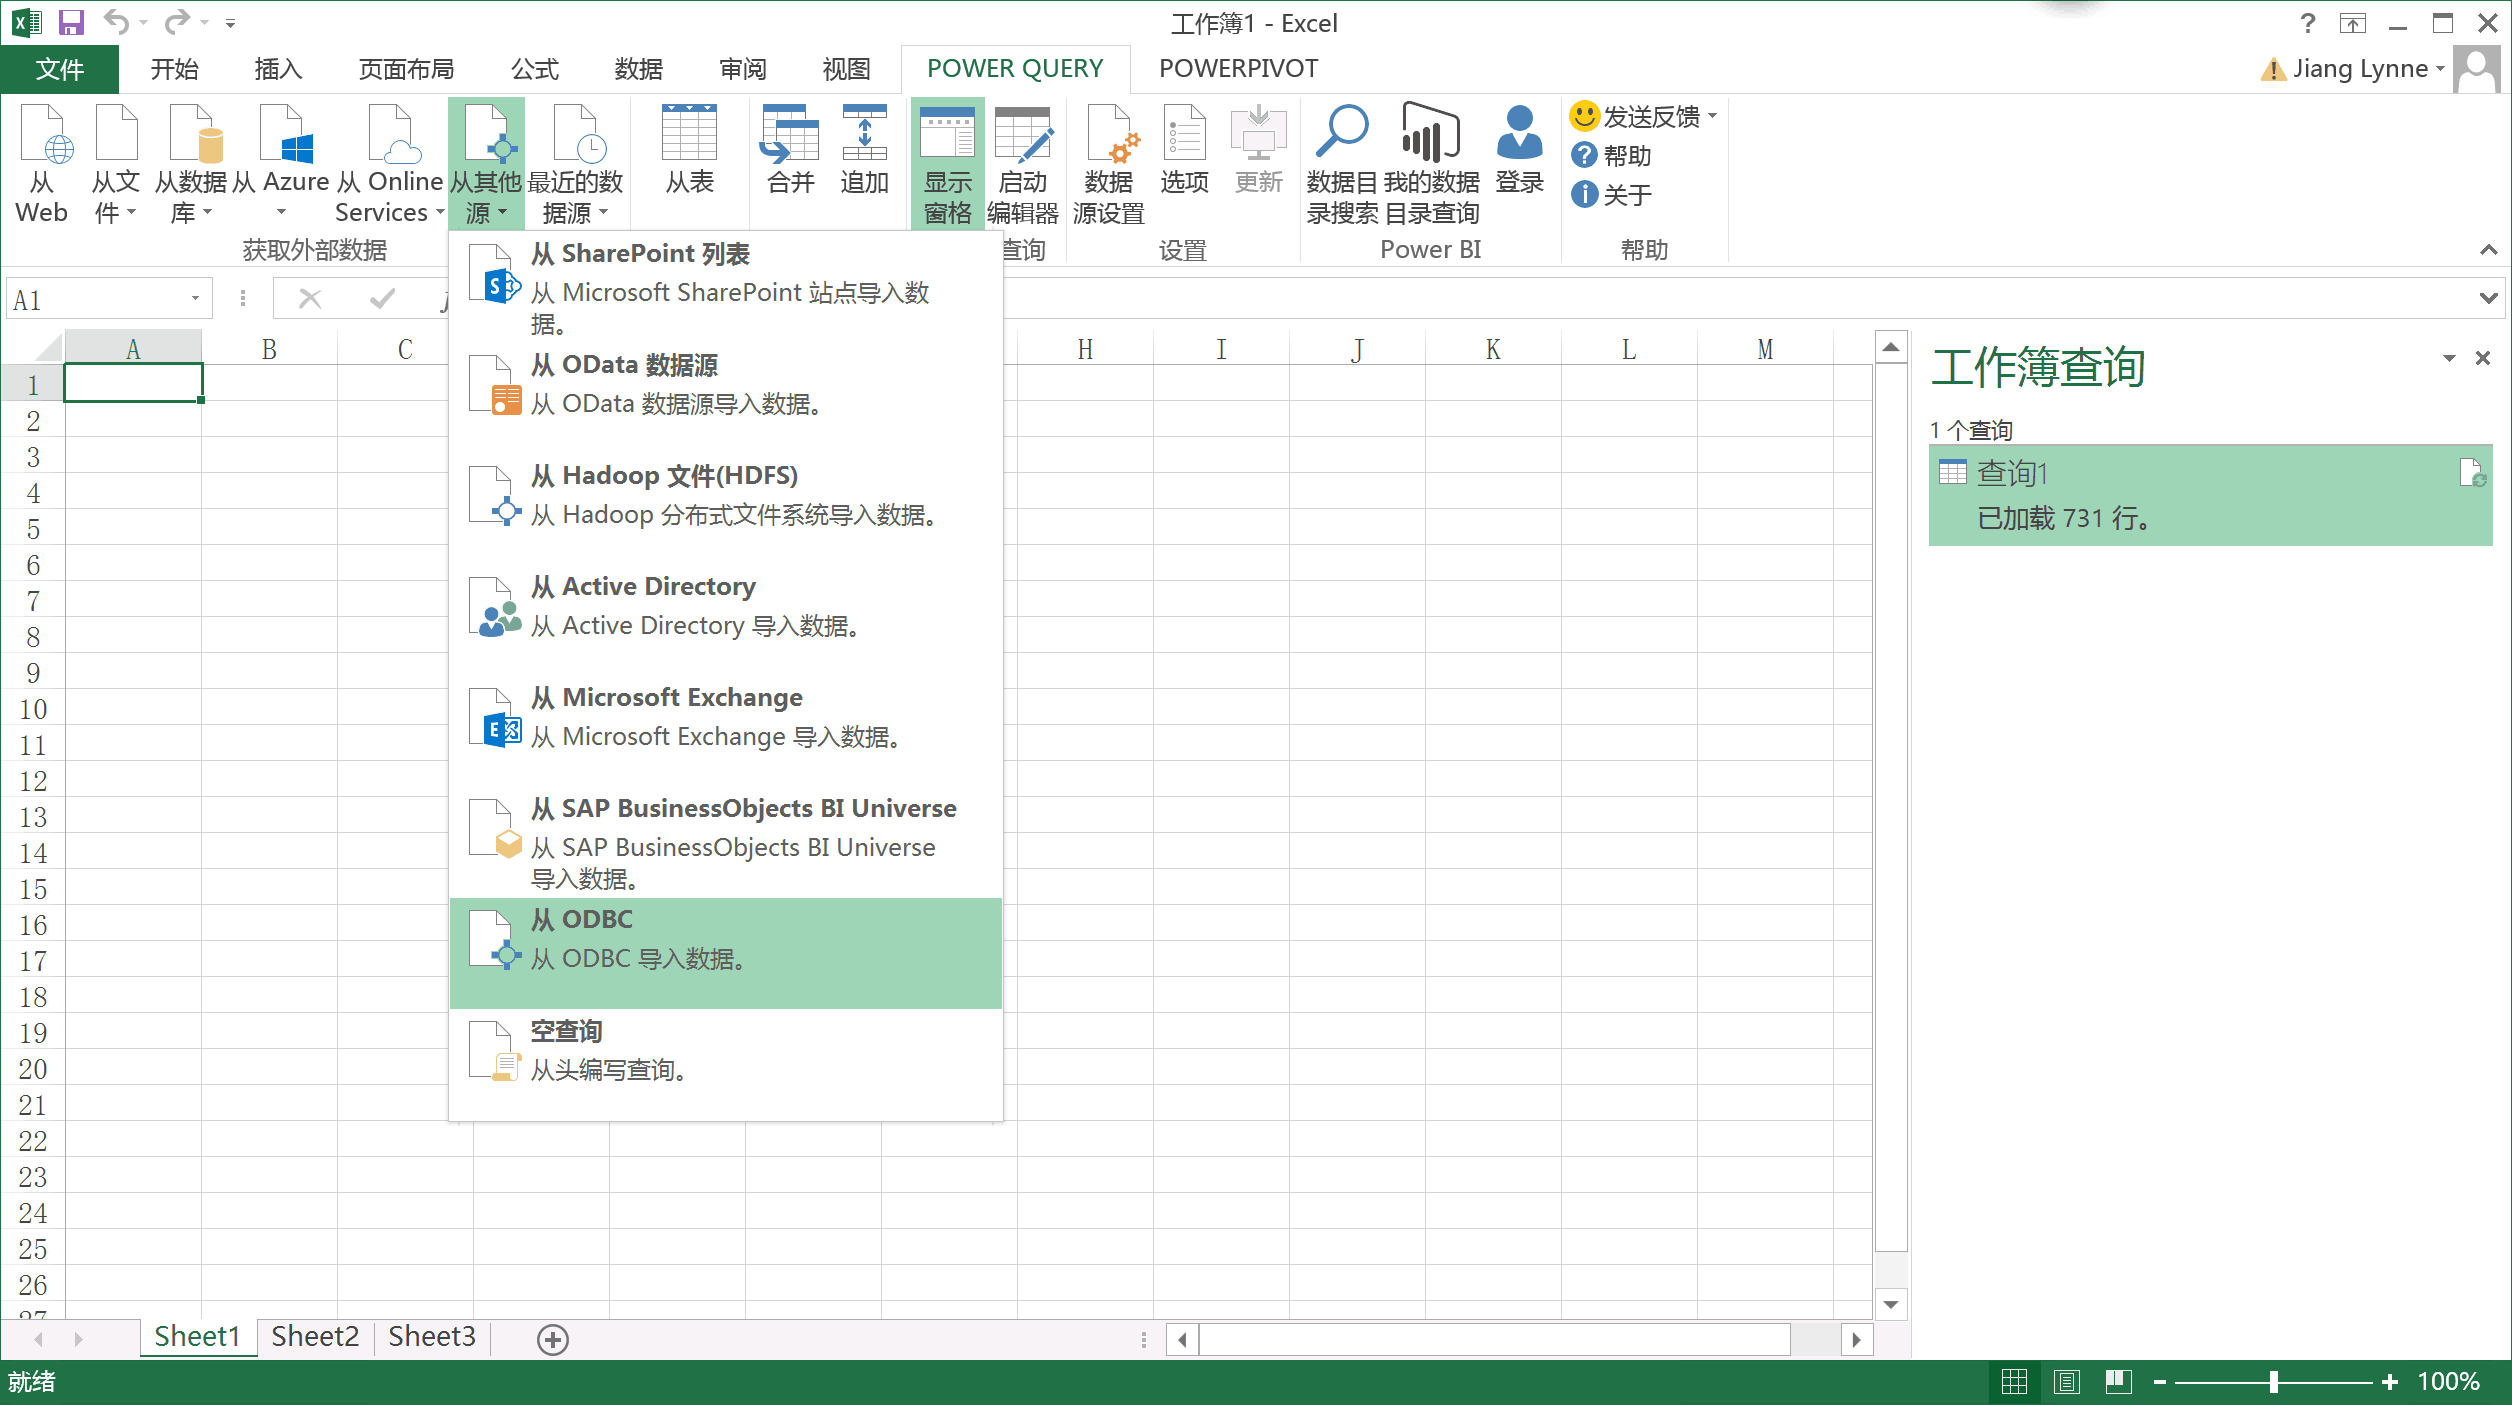 工作簿1 - Excel
文件 开始 插入 页面布局 公式 数据 审阅 视图 POWER QUERY POWERPIVOT Jiang Lynne
从 Web
从文件
从数据库
从 Azure
从 Online Services
从其他源
最近的数据源
从表
合并
追加
显示窗格
启动编辑器
数据源设置
选项
更新
数据目录搜索
我的数据目录查询
登录
发送反馈
帮助
关于
获取外部数据 查询 设置 Power BI 帮助
A1
从 SharePoint 列表
从 Microsoft SharePoint 站点导入数
据。
从 OData 数据源
从 OData 数据源导入数据。
从 Hadoop 文件(HDFS)
从 Hadoop 分布式文件系统导入数据。
从 Active Directory
从 Active Directory 导入数据。
从 Microsoft Exchange
从 Microsoft Exchange 导入数据。
从 SAP BusinessObjects BI Universe
从 SAP BusinessObjects BI Universe
导入数据。
从 ODBC
从 ODBC 导入数据。
空查询
从头编写查询。
A B C H I J K L M
1
2
3
4
5
6
7
8
9
10
11
12
13
14
15
16
17
18
19
20
21
22
23
24
25
26
27
工作簿查询
1 个查询
查询1
已加载 731 行。
Sheet1 Sheet2 Sheet3
就绪
100%